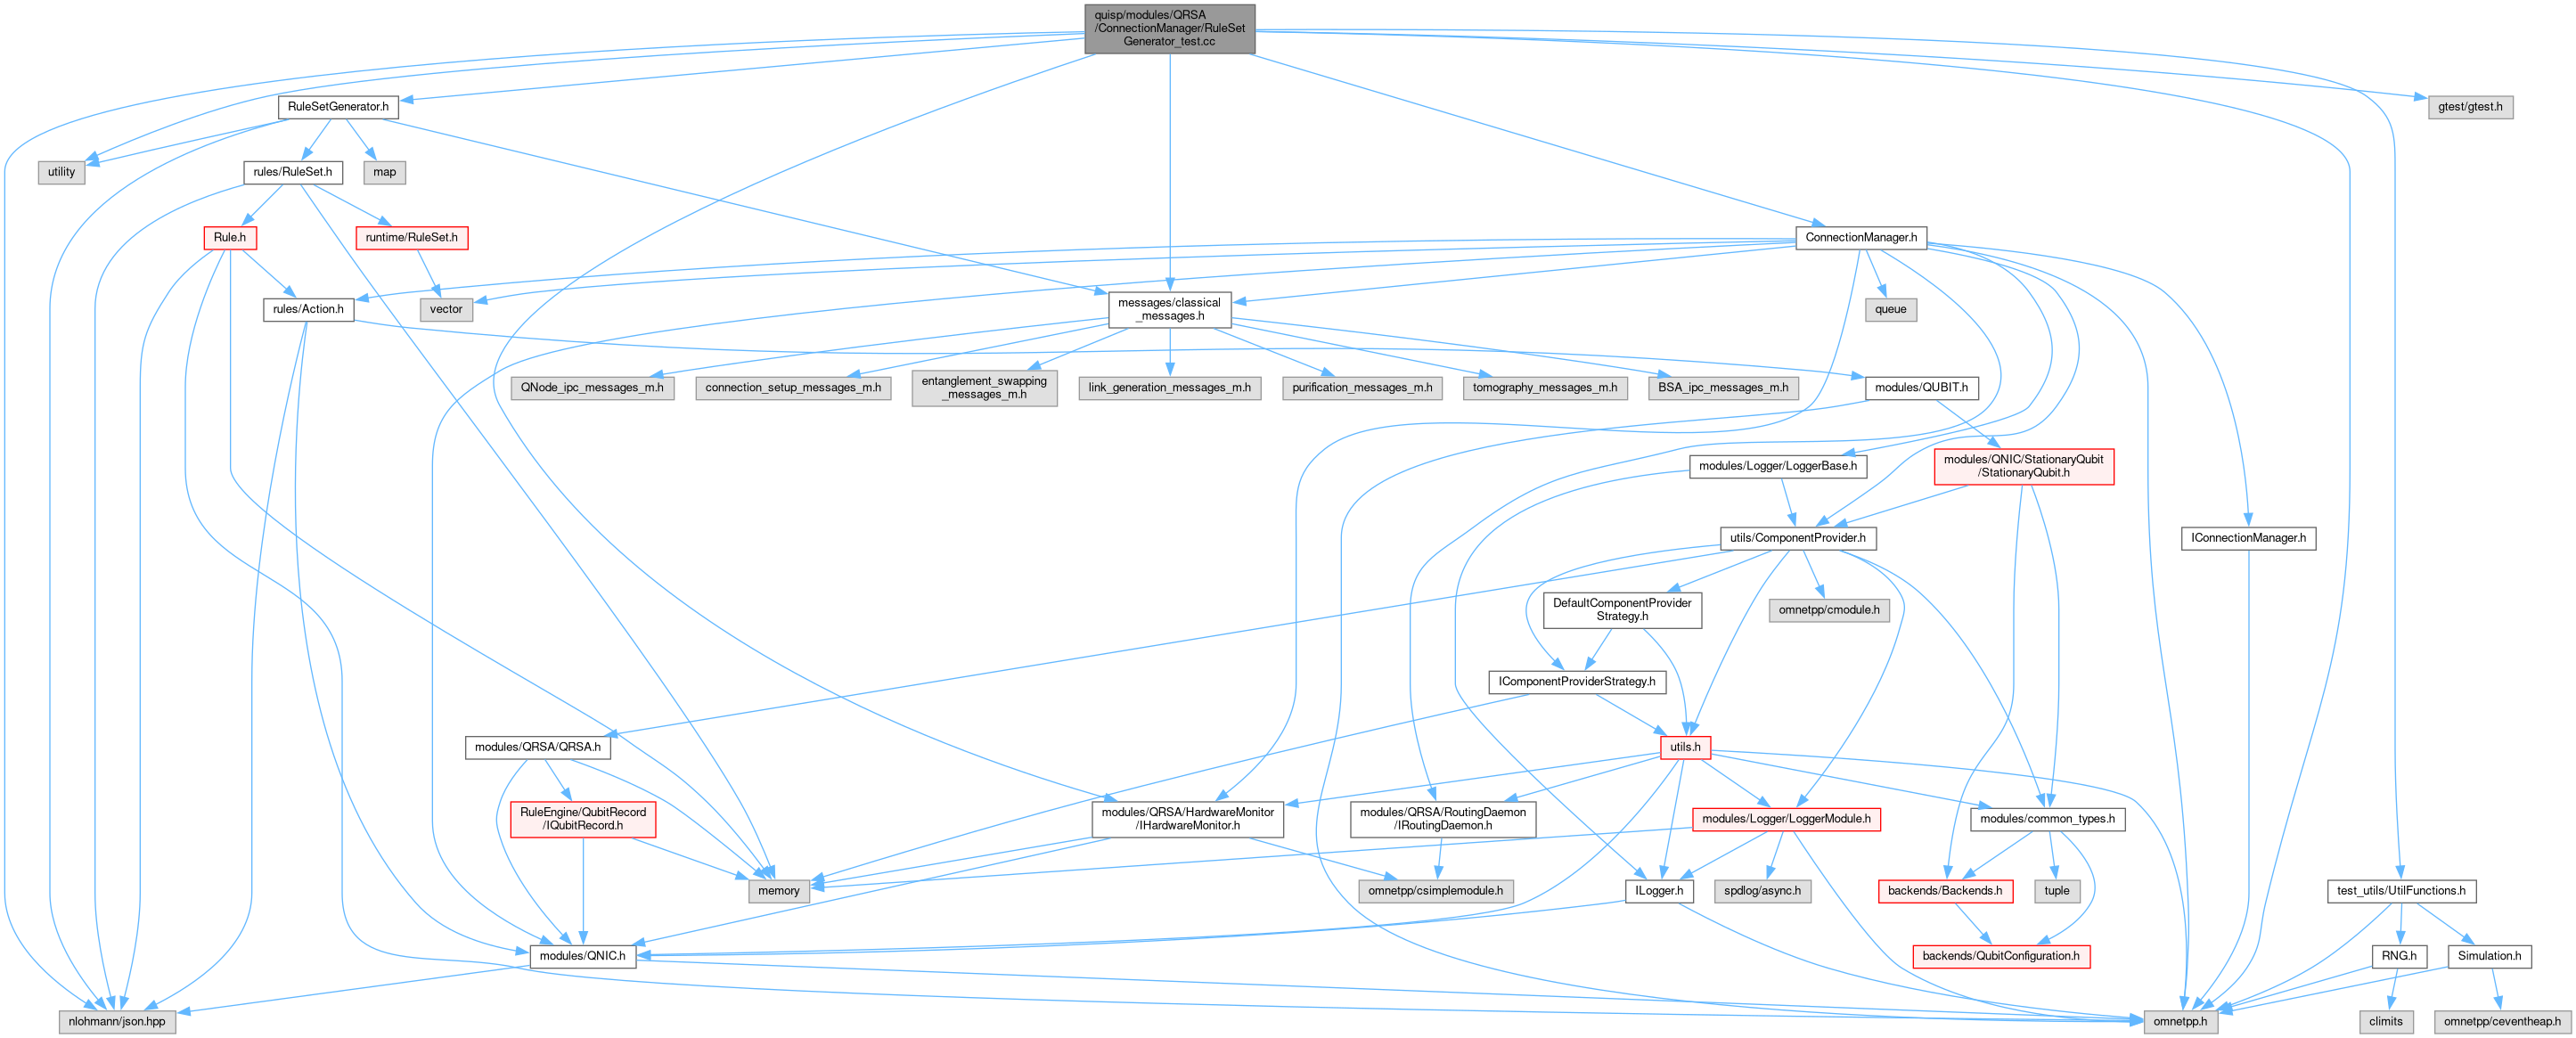 quisp/modules/QRSA
/ConnectionManager/RuleSet
Generator_test.cc
RuleSetGenerator.h
gtest/gtest.h
utility
rules/RuleSet.h
map
Rule.h
runtime/RuleSet.h
ConnectionManager.h
rules/Action.h
vector
messages/classical
_messages.h
queue
QNode_ipc_messages_m.h
connection_setup_messages_m.h
entanglement_swapping
_messages_m.h
link_generation_messages_m.h
purification_messages_m.h
tomography_messages_m.h
BSA_ipc_messages_m.h
modules/QUBIT.h
modules/Logger/LoggerBase.h
modules/QNIC/StationaryQubit
/StationaryQubit.h
utils/ComponentProvider.h
IConnectionManager.h
DefaultComponentProvider
Strategy.h
omnetpp/cmodule.h
IComponentProviderStrategy.h
modules/QRSA/QRSA.h
utils.h
RuleEngine/QubitRecord
/IQubitRecord.h
modules/QRSA/HardwareMonitor
/IHardwareMonitor.h
modules/QRSA/RoutingDaemon
/IRoutingDaemon.h
modules/Logger/LoggerModule.h
modules/common_types.h
memory
omnetpp/csimplemodule.h
ILogger.h
spdlog/async.h
backends/Backends.h
tuple
test_utils/UtilFunctions.h
modules/QNIC.h
backends/QubitConfiguration.h
RNG.h
Simulation.h
nlohmann/json.hpp
omnetpp.h
climits
omnetpp/ceventheap.h